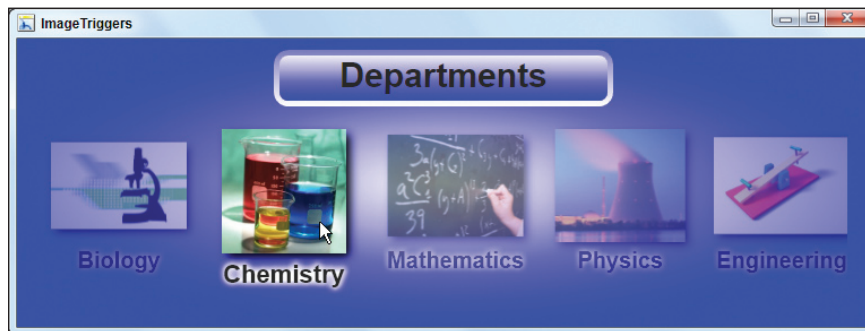 ImageTriggers
Departments
Biology
Chemistry
Mathematics
Physics
Engineering